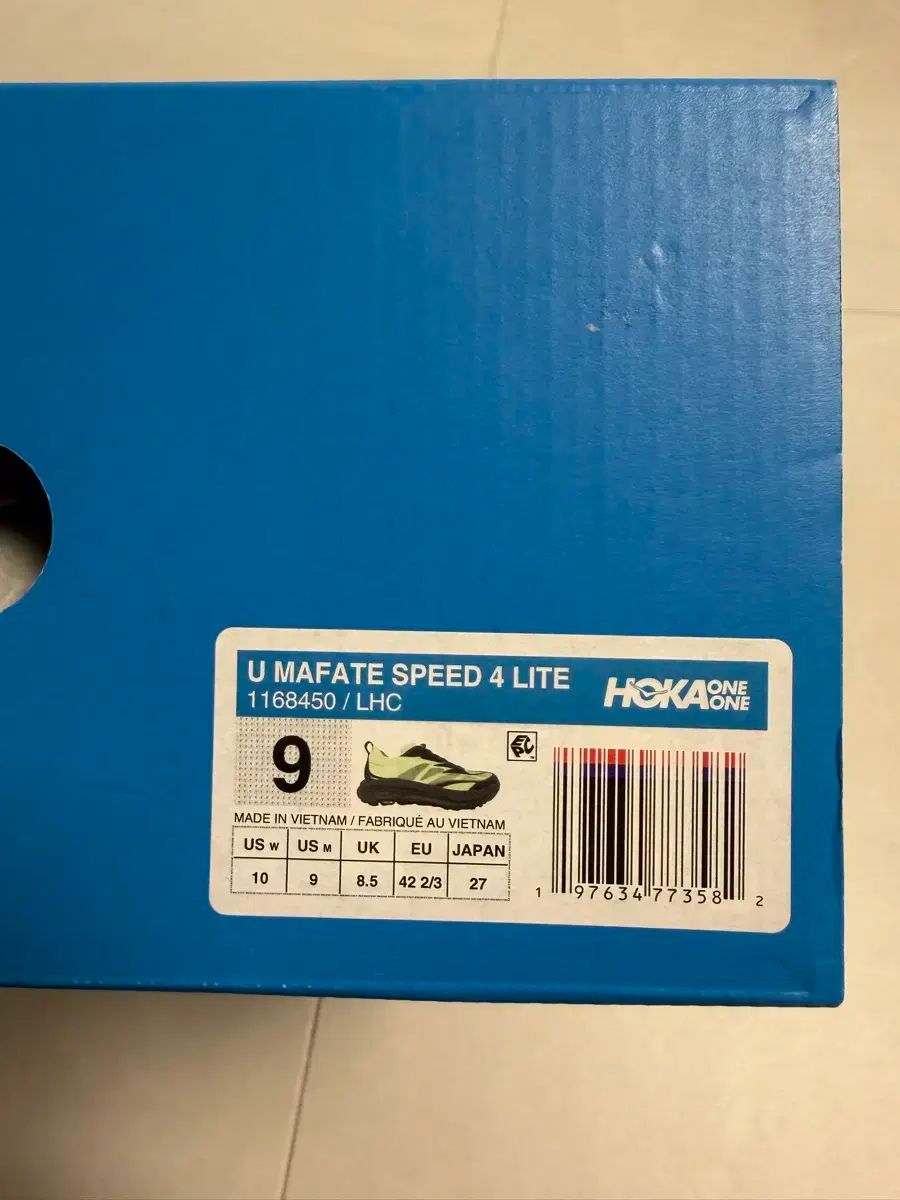 U MAFATE SPEED 4 LITE
1168450 / LHC
HOKA ONE ONE
9
EPC
MADE IN VIETNAM / FABRIQUÉ AU VIETNAM
US W US M UK EU JAPAN
10 9 8.5 42 2/3 27
1 97634 77358 2